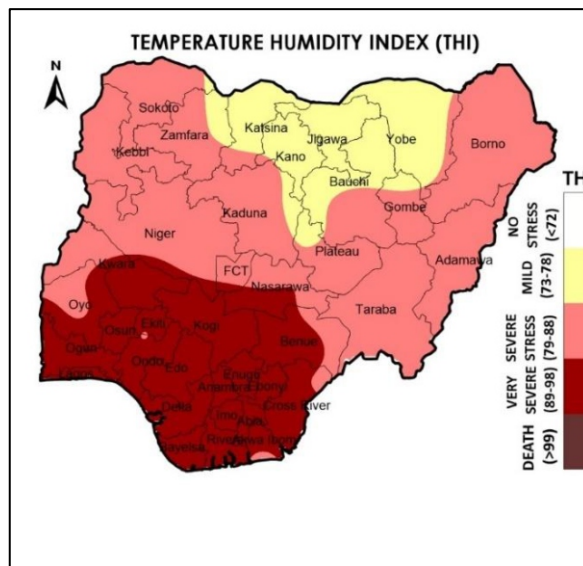 TEMPERATURE HUMIDITY INDEX (THI)
N
Sokoto
Katsina
Zamfara
Jigawa
Yobe
Borno
Kebbi
Kano
Bauchi
Kaduna
Gombe
Niger
Plateau
Adamawa
FCT
Kwara
Nasarawa
Oyo
Taraba
Osun
Ekiti
Kogi
Benue
Ogun
Ondo
Edo
Lagos
Enugu
Anambra
Ebonyi
Delta
Imo
Abia
Cross River
Bayelsa
Rivers
Akwa Ibom
TH
NO
STRESS
(<72)
MILD
(73-78)
SEVERE
STRESS
(79-88)
VERY
SEVERE
(89-98)
DEATH
(>99)